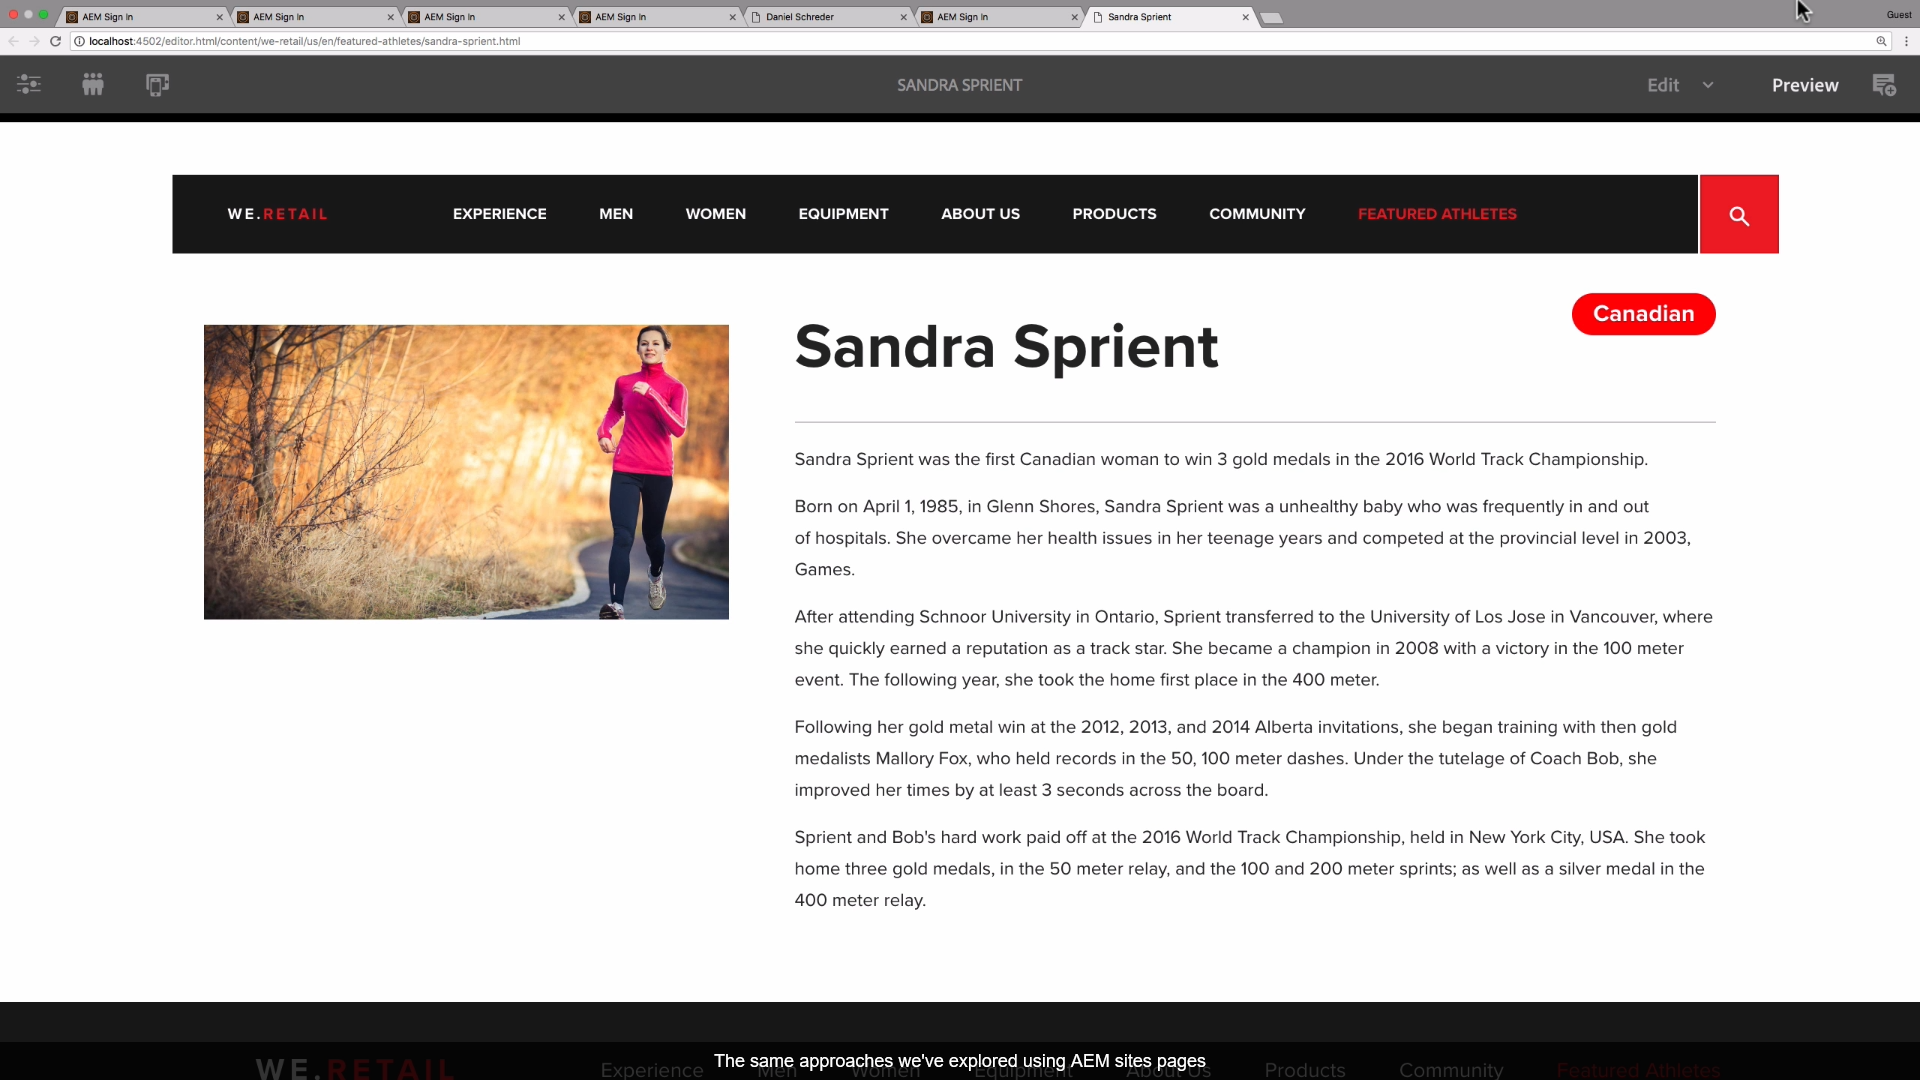 AEM Sign In
AEM Sign In
AEM Sign In
AEM Sign In
Daniel Schreder
AEM Sign In
Sandra Sprient
Guest
localhost:4502/editor.html/content/we-retail/us/en/featured-athletes/sandra-sprient.html
SANDRA SPRIENT
Edit
Preview
WE.RETAIL
EXPERIENCE
MEN
WOMEN
EQUIPMENT
ABOUT US
PRODUCTS
COMMUNITY
FEATURED ATHLETES
Canadian
Sandra Sprient
Sandra Sprient was the first Canadian woman to win 3 gold medals in the 2016 World Track Championship.
Born on April 1, 1985, in Glenn Shores, Sandra Sprient was a unhealthy baby who was frequently in and out
of hospitals. She overcame her health issues in her teenage years and competed at the provincial level in 2003,
Games.
After attending Schnoor University in Ontario, Sprient transferred to the University of Los Jose in Vancouver, where
she quickly earned a reputation as a track star. She became a champion in 2008 with a victory in the 100 meter
event. The following year, she took the home first place in the 400 meter.
Following her gold metal win at the 2012, 2013, and 2014 Alberta invitations, she began training with then gold
medalists Mallory Fox, who held records in the 50, 100 meter dashes. Under the tutelage of Coach Bob, she
improved her times by at least 3 seconds across the board.
Sprient and Bob's hard work paid off at the 2016 World Track Championship, held in New York City, USA. She took
home three gold medals, in the 50 meter relay, and the 100 and 200 meter sprints; as well as a silver medal in the
400 meter relay.
The same approaches we've explored using AEM sites pages
WE.RETAIL
Experience
Men
Women
Equipment
About Us
Products
Community
Featured Athletes